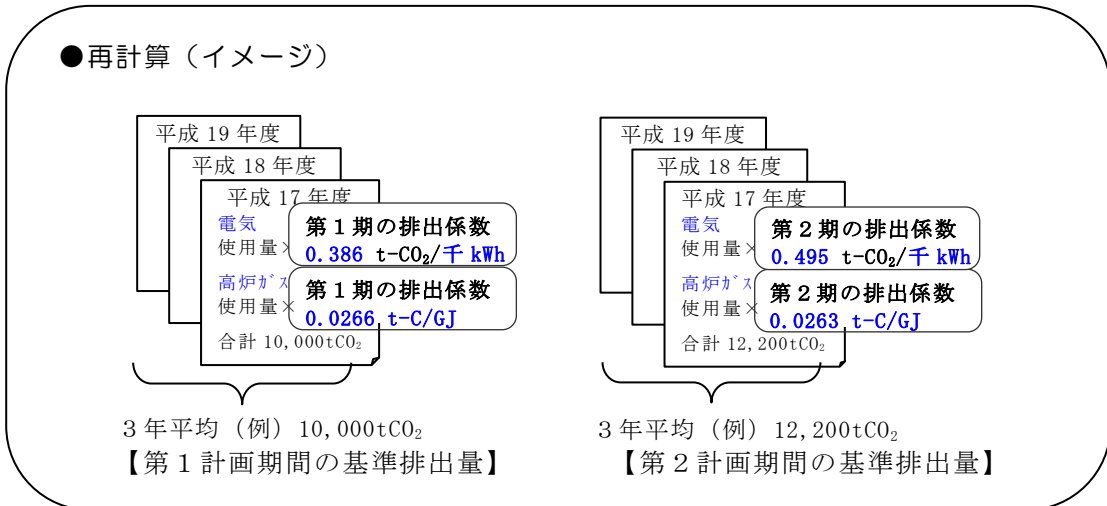 ●再計算（イメージ）
平成 19 年度
平成 18 年度
平成 17 年度
電気
使用量×
第１期の排出係数
0.386 t-CO₂/千 kWh
高炉ガス
使用量×
第１期の排出係数
0.0266 t-C/GJ
合計 10,000tCO₂
３年平均（例）10,000tCO₂
【第１計画期間の基準排出量】
平成 19 年度
平成 18 年度
平成 17 年度
電気
使用量×
第２期の排出係数
0.495 t-CO₂/千 kWh
高炉ガス
使用量×
第２期の排出係数
0.0263 t-C/GJ
合計 12,200tCO₂
３年平均（例）12,200tCO₂
【第２計画期間の基準排出量】